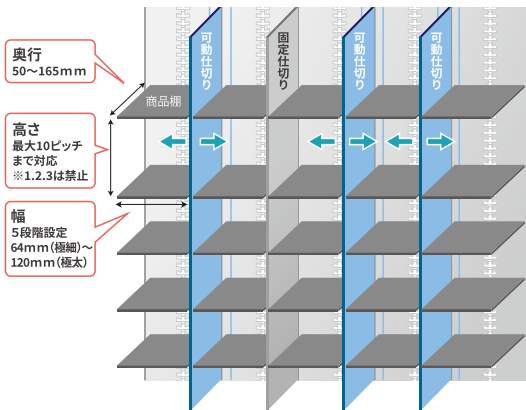 奥行
50～165mm
高さ
最大10ピッチ
まで対応
※1.2.3は禁止
幅
5段階設定
64mm（極細）～
120mm（極太）
商品棚
可動仕切り
固定仕切り
可動仕切り
可動仕切り